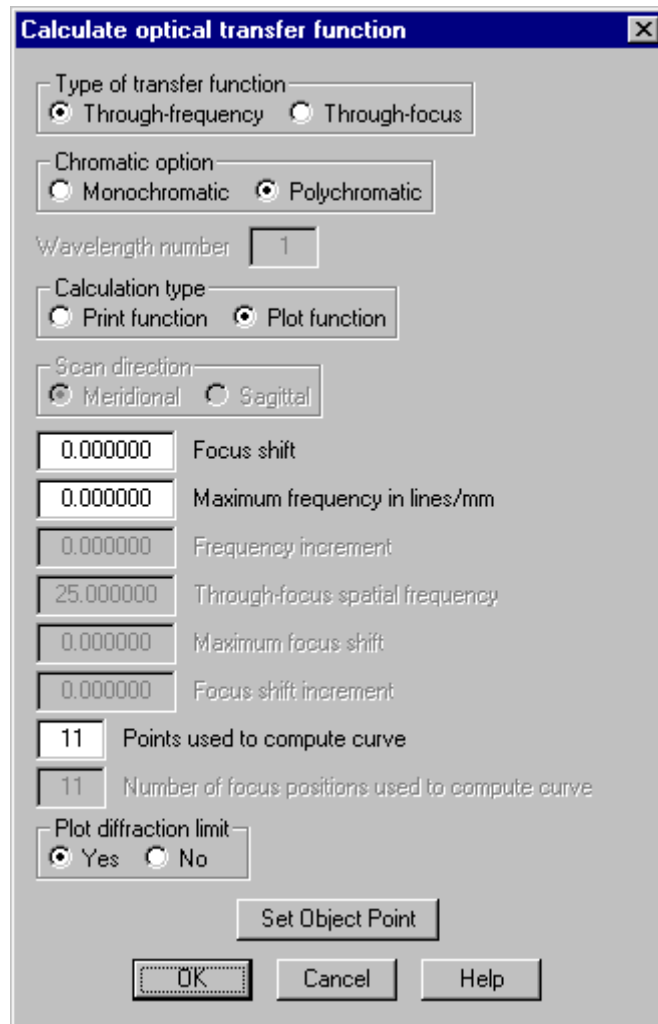 Calculate optical transfer function
Type of transfer function
Through-frequency Through-focus
Chromatic option
Monochromatic Polychromatic
Wavelength number 1
Calculation type
Print function Plot function
Scan direction
Meridional Sagittal
0.000000 Focus shift
0.000000 Maximum frequency in lines/mm
0.000000 Frequency increment
25.000000 Through-focus spatial frequency
0.000000 Maximum focus shift
0.000000 Focus shift increment
11 Points used to compute curve
11 Number of focus positions used to compute curve
Plot diffraction limit
Yes No
Set Object Point
OK Cancel Help